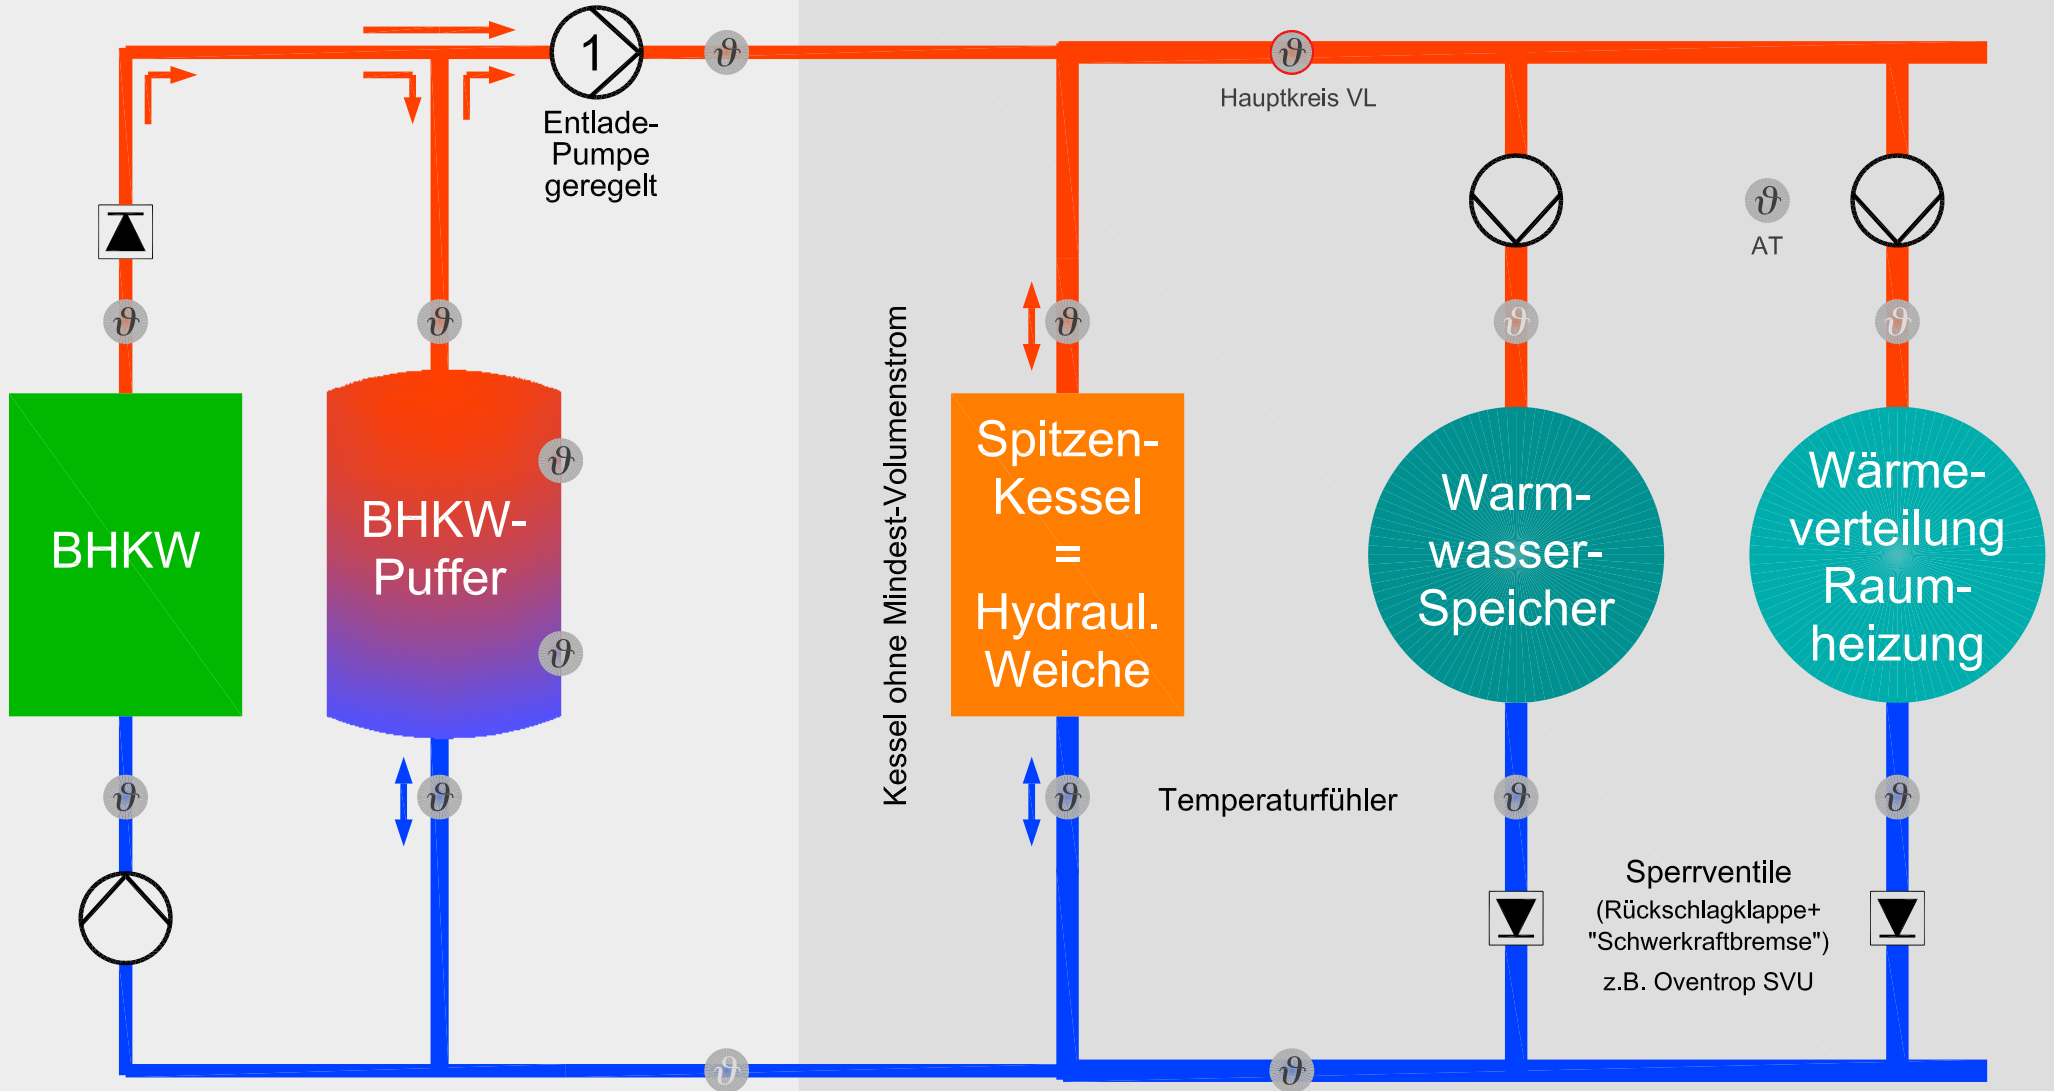 1
ϑ
ϑ
Entlade-
Pumpe
geregelt
Hauptkreis VL
ϑ
AT
ϑ
ϑ
ϑ
ϑ
ϑ
BHKW
BHKW-
Puffer
ϑ
ϑ
Kessel ohne Mindest-Volumenstrom
Spitzen-
Kessel
=
Hydraul.
Weiche
Warm-
wasser-
Speicher
Wärme-
verteilung
Raum-
heizung
ϑ
ϑ
ϑ
Temperaturfühler
ϑ
ϑ
Sperrventile
(Rückschlagklappe+
"Schwerkraftbremse")
z.B. Oventrop SVU
ϑ
ϑ